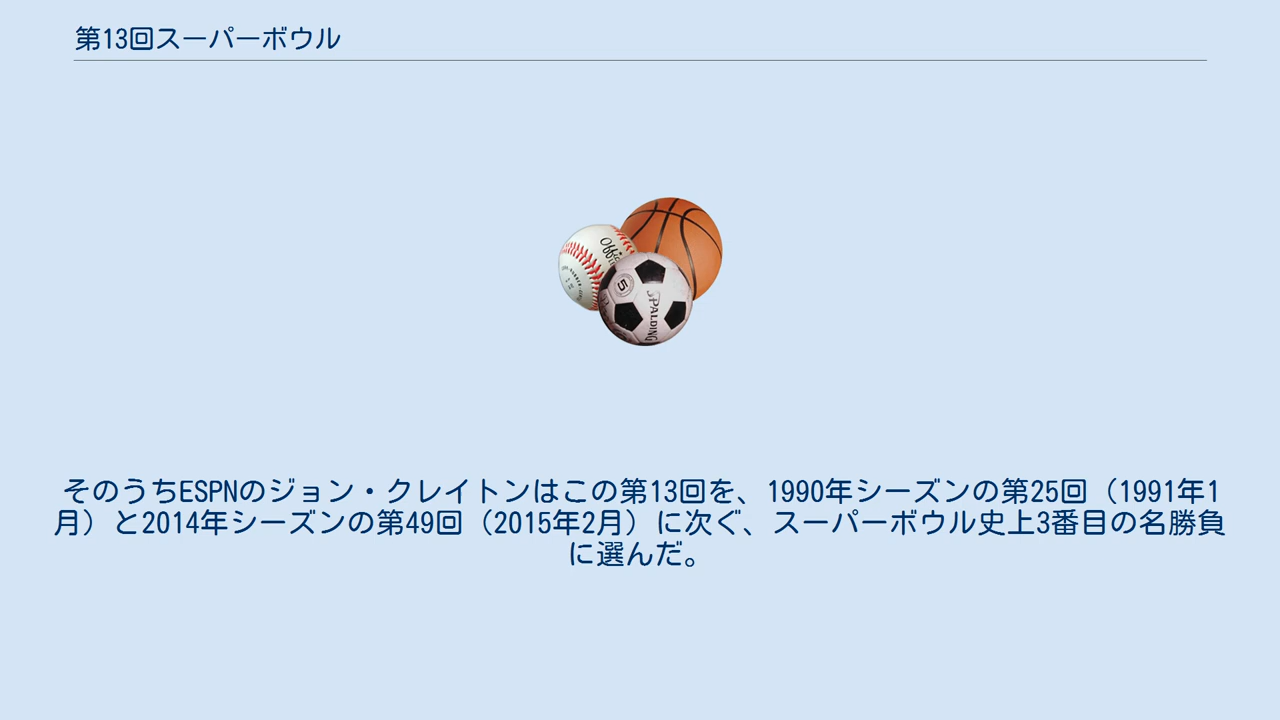 第13回スーパーボウル
Offici
5
SPALDING
そのうちESPNのジョン・クレイトンはこの第13回を、1990年シーズンの第25回（1991年1
月）と2014年シーズンの第49回（2015年2月）に次ぐ、スーパーボウル史上3番目の名勝負
に選んだ。